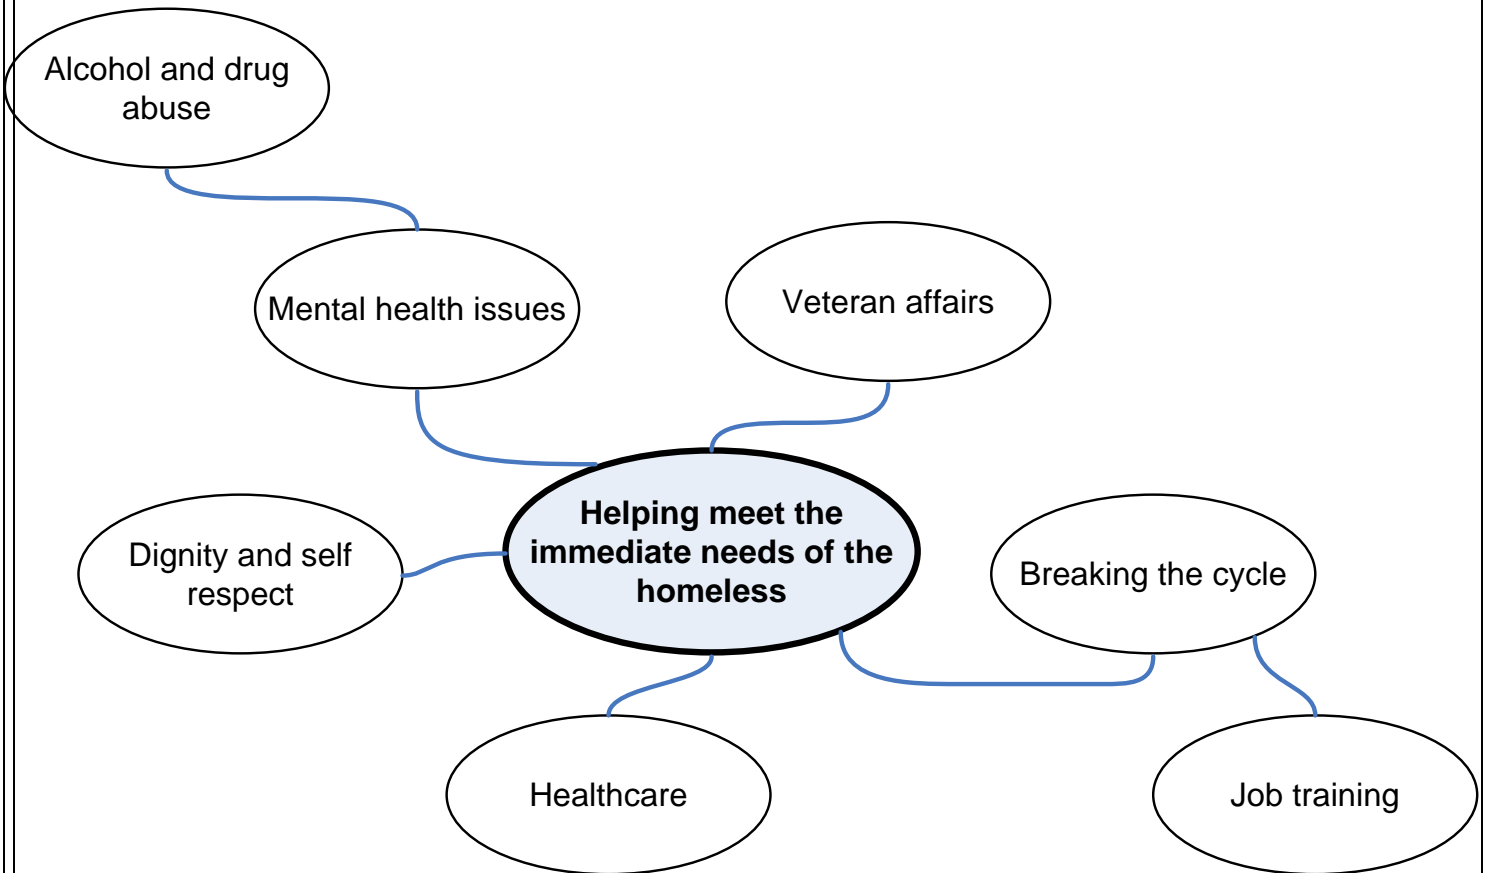 Alcohol and drug
abuse
Mental health issues
Veteran affairs
Helping meet the
immediate needs of the
homeless
Dignity and self
respect
Breaking the cycle
Healthcare
Job training